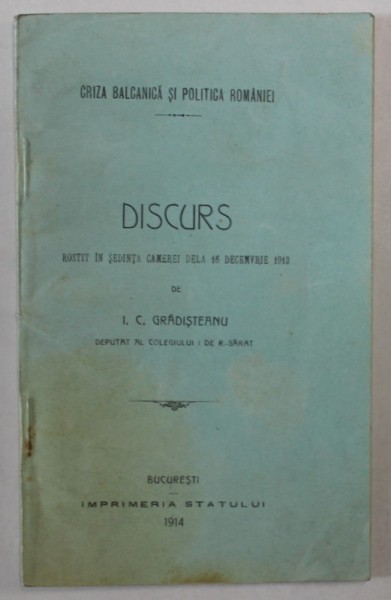 CRIZA BALCANICĂ ȘI POLITICA ROMÂNIEI
DISCURS
ROSTIT ÎN ȘEDINȚA CAMEREI DELA 16 DECEMVRIE 1913
DE
I. C. GRĂDIȘTEANU
DEPUTAT AL COLEGIULUI I DE R.-SĂRAT
BUCUREȘTI
IMPRIMERIA STATULUI
1914